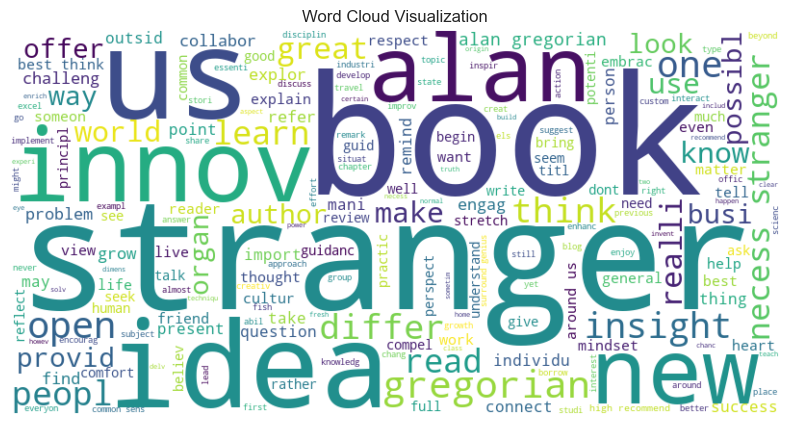 Word Cloud Visualization
offer
outsid
collabor
disciplin
good
great
respect
alan gregorian
look
one
beyond
best think
challeng
way
us
common
explor
industri
inspir
develop
alan
topic
state
origin
action
potenti
embrac
use
type
possibl
essenti
stori
discuss
travel
certain
improv
creat
build
person
custom
interact
includ
go
excel
someon
world
learn
explain
refer
point
share
remind
guid
situat
remark
chapter
begin
want
els
suggest
seem
titl
book
bring
know
even
much
recommend
matter
tell
implement
enrich
aspect
experi
might
principl
innov
exampl
problem
see
reader
author
mani
review
well
make
truth
engag
stretch
write
dont
think
need
previous
two
right
offic
happen
clear
busi
scienc
necess stranger
eye
view
grow
live
organ
answer
import
guidanc
effort
power
necess
normal
practic
stranger
perspect
understand
enhanc
surround genius
blog
enjoy
around us
invent
general
realli
ask
help
best
thing
never
may
talk
life
almost
dimens
approach
thought
creativ
group
sometim
still
yet
give
reflect
seek
human
solv
techniqu
cultur
fish
abil
fresh
home
open
encourag
subject
friend
present
howev
question
take
differ
compel
work
growth
chang
class
insight
mindset
chanc
heart
teach
provid
find
comfort
believ
lead
idea
rather
knowledg
read
individu
interest
borrow
new
around
place
peopl
everyon
common sens
first
gregorian
full
connect
studi
high recommend
better
success